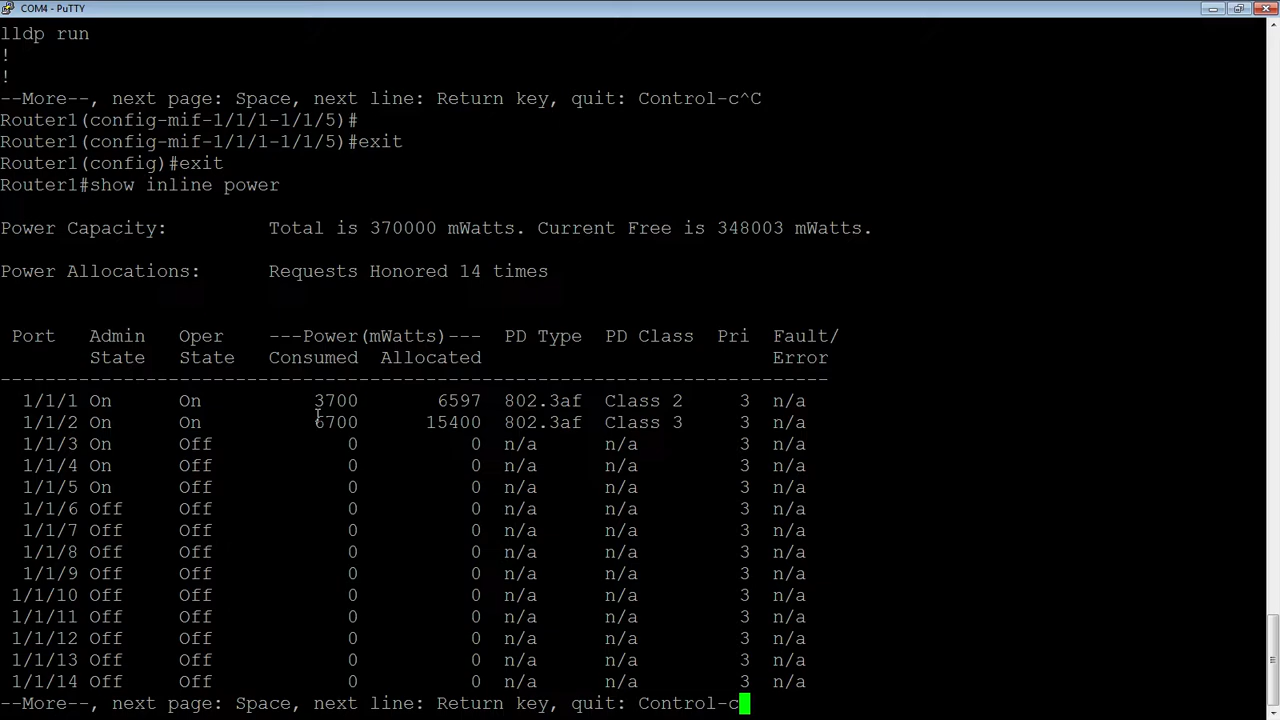 COM4 - PuTTY
lldp run
!
!
--More--, next page: Space, next line: Return key, quit: Control-c^C
Router1(config-mif-1/1/1-1/1/5)#
Router1(config-mif-1/1/1-1/1/5)#exit
Router1(config)#exit
Router1#show inline power
Power Capacity:         Total is 370000 mWatts. Current Free is 348003 mWatts.
Power Allocations:      Requests Honored 14 times
Port   Admin   Oper    ---Power(mWatts)---  PD Type  PD Class  Pri  Fault/
State   State   Consumed  Allocated                           Error
--------------------------------------------------------------------------
1/1/1 On      On          3700       6597  802.3af  Class 2     3  n/a
1/1/2 On      On          6700      15400  802.3af  Class 3     3  n/a
1/1/3 On      Off            0          0  n/a      n/a         3  n/a
1/1/4 On      Off            0          0  n/a      n/a         3  n/a
1/1/5 On      Off            0          0  n/a      n/a         3  n/a
1/1/6 Off     Off            0          0  n/a      n/a         3  n/a
1/1/7 Off     Off            0          0  n/a      n/a         3  n/a
1/1/8 Off     Off            0          0  n/a      n/a         3  n/a
1/1/9 Off     Off            0          0  n/a      n/a         3  n/a
1/1/10 Off     Off            0          0  n/a      n/a         3  n/a
1/1/11 Off     Off            0          0  n/a      n/a         3  n/a
1/1/12 Off     Off            0          0  n/a      n/a         3  n/a
1/1/13 Off     Off            0          0  n/a      n/a         3  n/a
1/1/14 Off     Off            0          0  n/a      n/a         3  n/a
--More--, next page: Space, next line: Return key, quit: Control-c